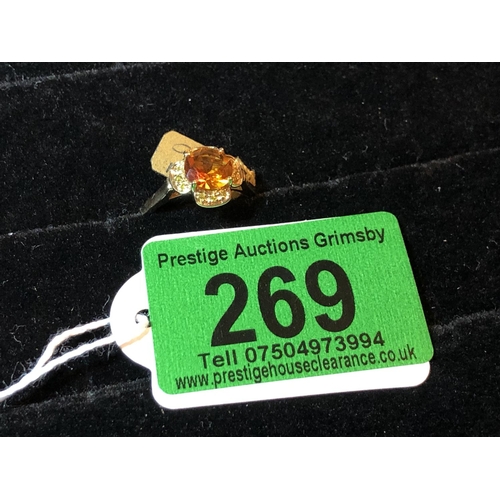 Prestige Auctions Grimsby
269
Tell 07504973994
www.prestigehouseclearance.co.uk